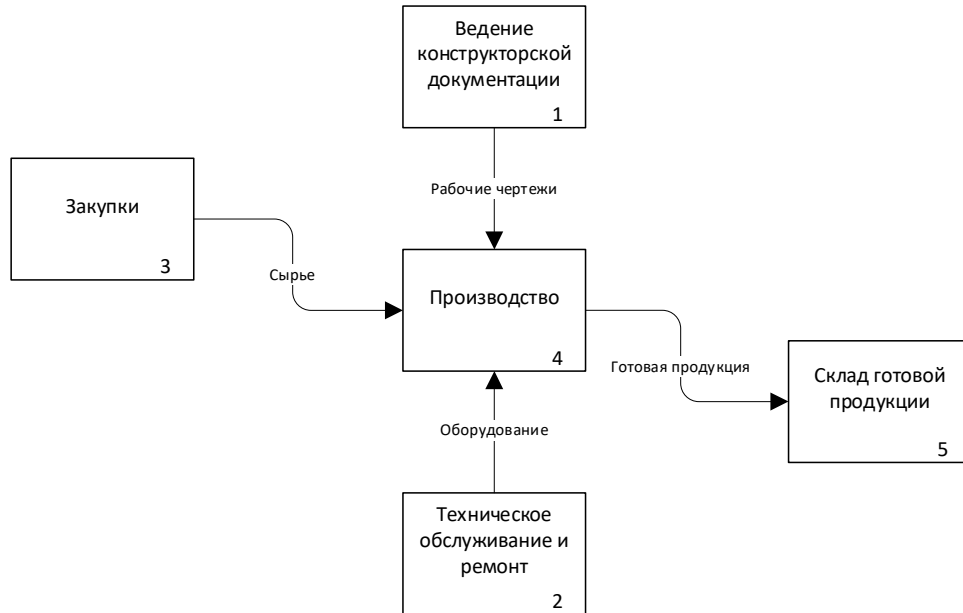 Ведение
конструкторской
документации
1
Рабочие чертежи
Закупки
3
Сырье
Производство
4
Готовая продукция
Склад готовой
продукции
5
Оборудование
Техническое
обслуживание и
ремонт
2